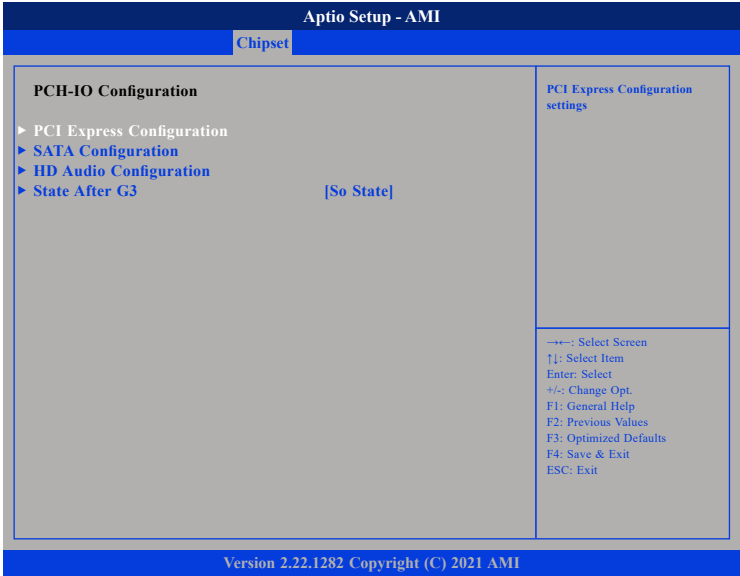 Aptio Setup - AMI
Chipset
PCH-IO Configuration
▶ PCI Express Configuration
▶ SATA Configuration
▶ HD Audio Configuration
▶ State After G3 [So State]
PCI Express Configuration
settings
→←: Select Screen
↑↓: Select Item
Enter: Select
+/-: Change Opt.
F1: General Help
F2: Previous Values
F3: Optimized Defaults
F4: Save & Exit
ESC: Exit
Version 2.22.1282 Copyright (C) 2021 AMI